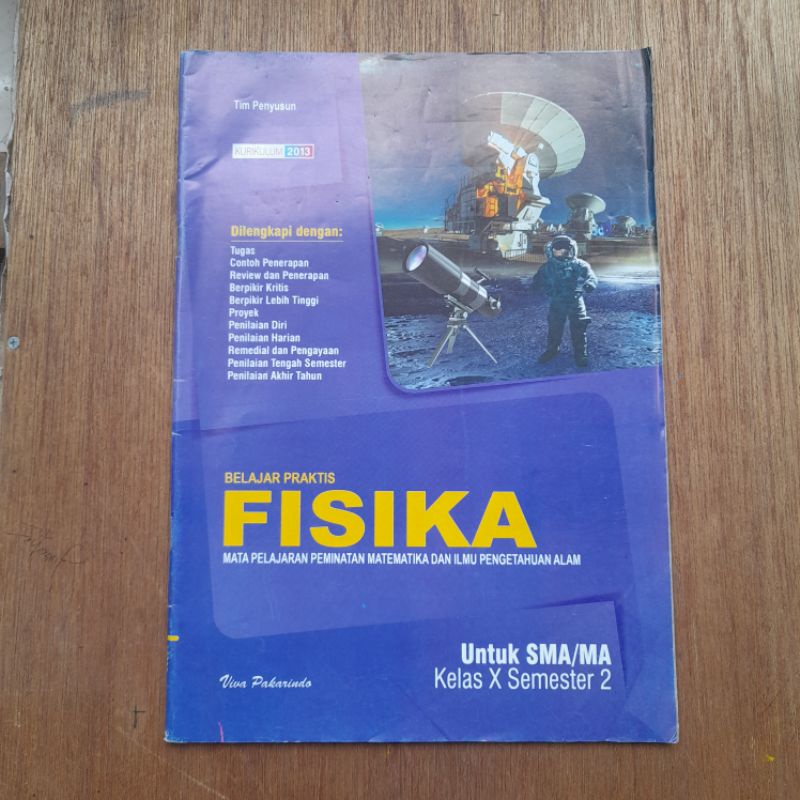 Tim Penyusun
KURIKULUM 2013
Dilengkapi dengan:
Tugas
Contoh Penerapan
Review dan Penerapan
Berpikir Kritis
Berpikir Lebih Tinggi
Proyek
Penilaian Diri
Penilaian Harian
Remedial dan Pengayaan
Penilaian Tengah Semester
Penilaian Akhir Tahun
BELAJAR PRAKTIS
FISIKA
MATA PELAJARAN PEMINATAN MATEMATIKA DAN ILMU PENGETAHUAN ALAM
Untuk SMA/MA
Kelas X Semester 2
Viva Pakarindo